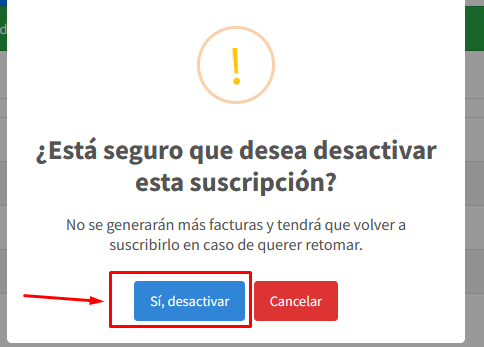 ¿Está seguro que desea desactivar
esta suscripción?
No se generarán más facturas y tendrá que volver a
suscribirlo en caso de querer retomar.
Sí, desactivar
Cancelar